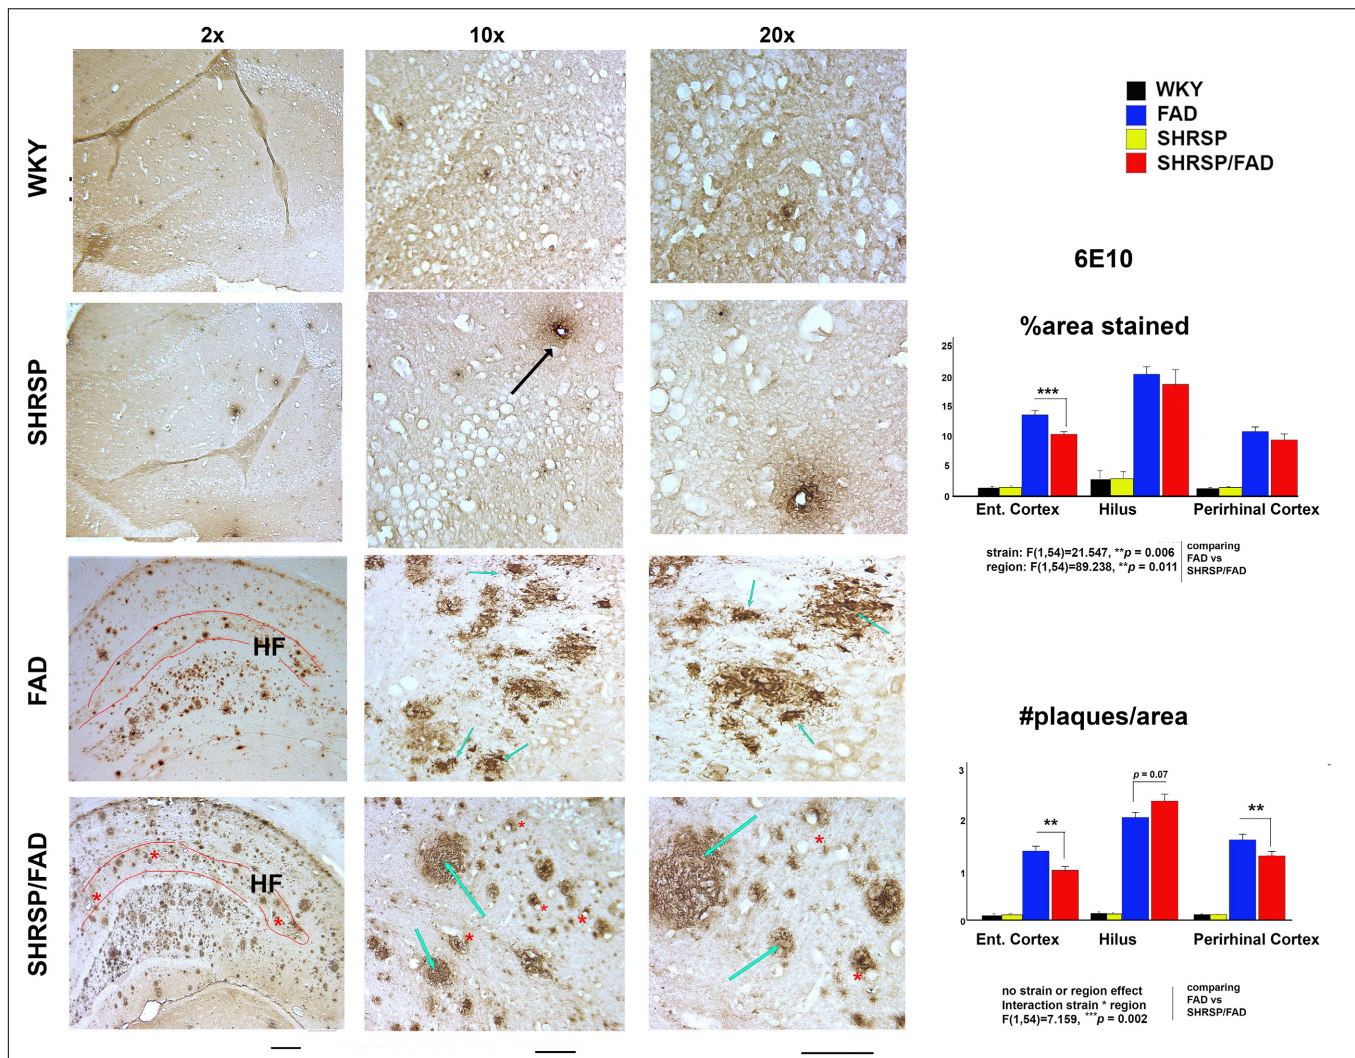 2x 10x 20x
WKY
SHRSP
FAD
HF
SHRSP/FAD
* * *
HF
* * * *
* *
WKY
FAD
SHRSP
SHRSP/FAD
6E10
%area stained
25
20
15
10
5
0
***
Ent. Cortex Hilus Perirhinal Cortex
strain: F(1,54)=21.547, **p = 0.006
region: F(1,54)=89.238, **p = 0.011
comparing
FAD vs
SHRSP/FAD
#plaques/area
3
2
1
0
** p = 0.07 **
Ent. Cortex Hilus Perirhinal Cortex
no strain or region effect
Interaction strain * region
F(1,54)=7.159, ***p = 0.002
comparing
FAD vs
SHRSP/FAD